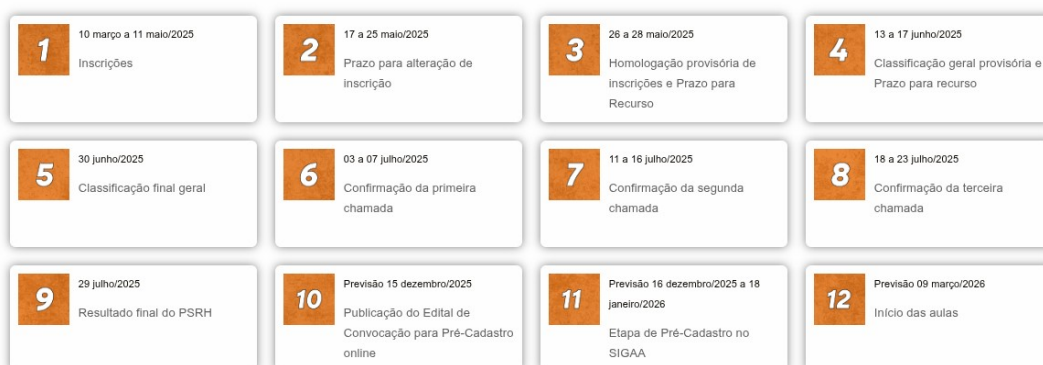 1
10 março a 11 maio/2025
Inscrições
2
17 a 25 maio/2025
Prazo para alteração de
inscrição
3
26 a 28 maio/2025
Homologação provisória de
inscrições e Prazo para
Recurso
4
13 a 17 junho/2025
Classificação geral provisória e
Prazo para recurso
5
30 junho/2025
Classificação final geral
6
03 a 07 julho/2025
Confirmação da primeira
chamada
7
11 a 16 julho/2025
Confirmação da segunda
chamada
8
18 a 23 julho/2025
Confirmação da terceira
chamada
9
29 julho/2025
Resultado final do PSRH
10
Previsão 15 dezembro/2025
Publicação do Edital de
Convocação para Pré-Cadastro
online
11
Previsão 16 dezembro/2025 a 18
janeiro/2026
Etapa de Pré-Cadastro no
SIGAA
12
Previsão 09 março/2026
Início das aulas